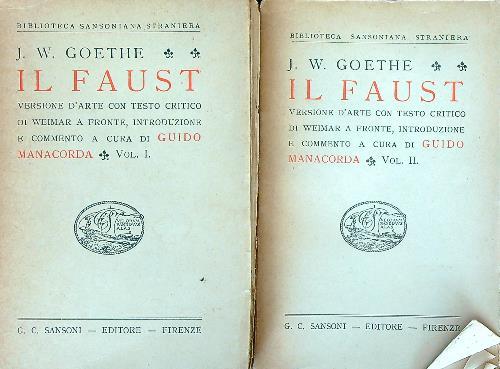 BIBLIOTECA SANSONIANA STRANIERA
J. W. GOETHE
IL FAUST
VERSIONE D'ARTE CON TESTO CRITICO
DI WEIMAR A FRONTE, INTRODUZIONE
E COMMENTO A CURA DI GUIDO
MANACORDA VOL. I.
G. C. SANSONI — EDITORE — FIRENZE
BIBLIOTECA SANSONIANA STRANIERA
J. W. GOETHE
IL FAUST
VERSIONE D'ARTE CON TESTO CRITICO
DI WEIMAR A FRONTE, INTRODUZIONE
E COMMENTO A CURA DI GUIDO
MANACORDA VOL. II.
G. C. SANSONI — EDITORE — FIRENZE